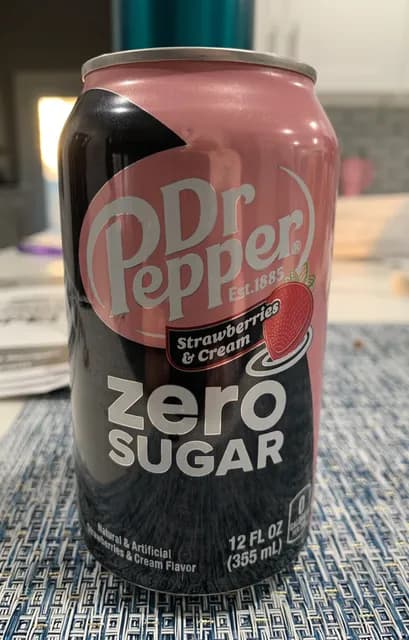 Dr
Pepper®
Est.1885
Strawberries
& Cream
zero
SUGAR
Natural & Artificial
Strawberries & Cream Flavor
12 FL OZ
(355 mL)
0